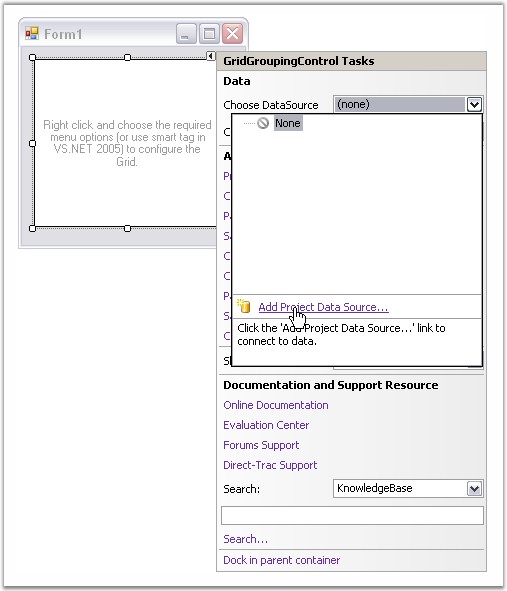 Form1
Right click and choose the required
menu options (or use smart tag in
VS.NET 2005) to configure the
Grid.
GridGroupingControl Tasks
Data
Choose DataSource (none)
None
Add Project Data Source...
Click the 'Add Project Data Source...' link to
connect to data.
Documentation and Support Resource
Online Documentation
Evaluation Center
Forums Support
Direct-Trac Support
Search: KnowledgeBase
Search...
Dock in parent container